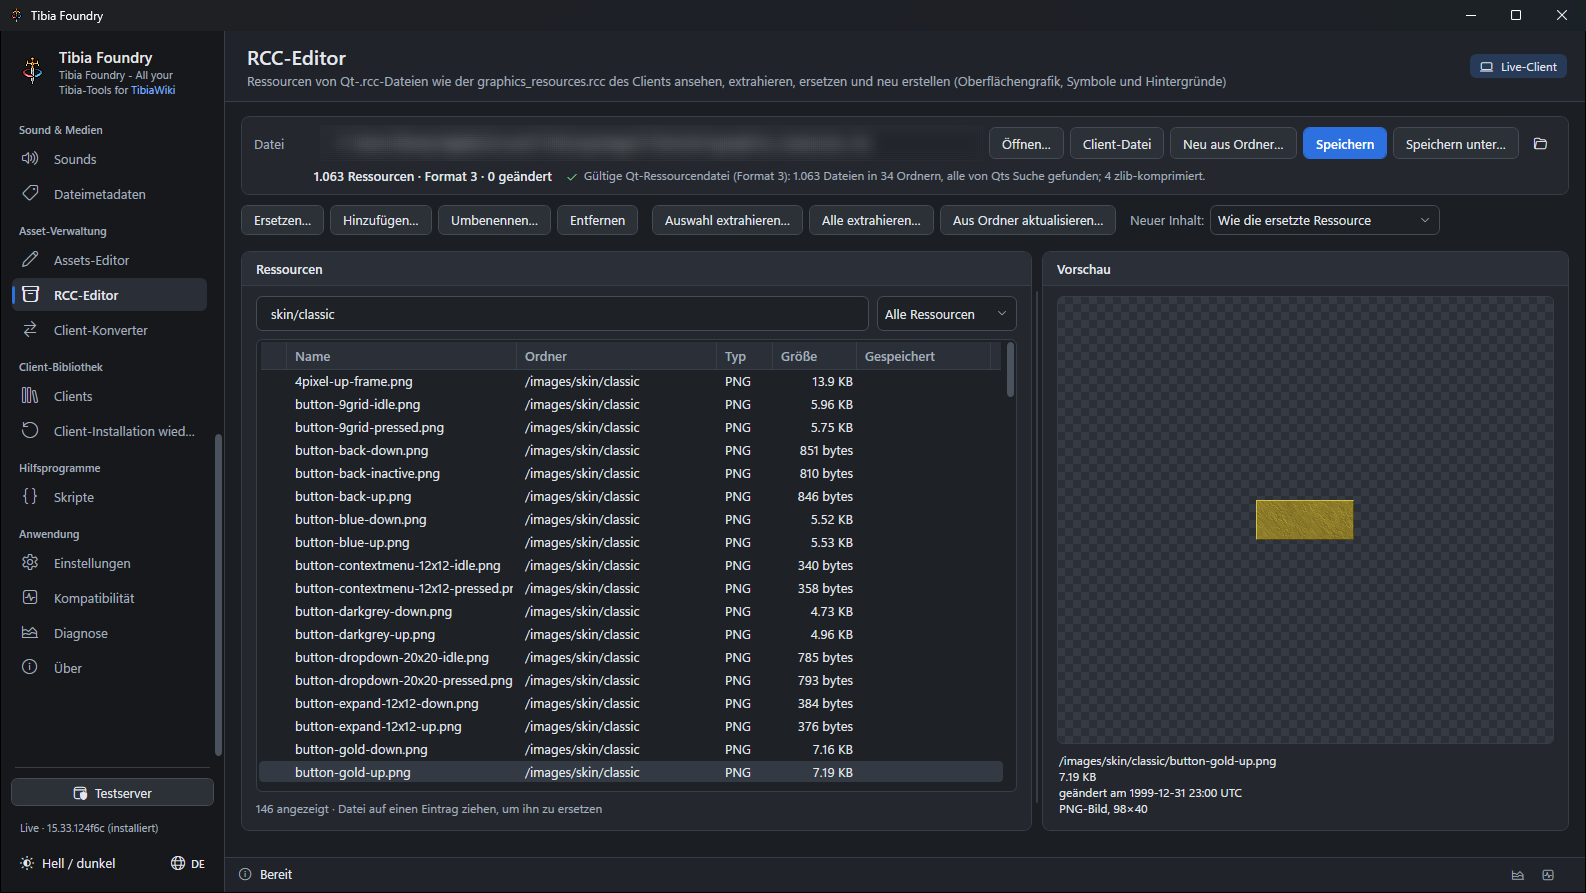 Tibia Foundry
Tibia Foundry
Tibia Foundry - All your
Tibia-Tools for TibiaWiki
Sound & Medien
Sounds
Dateimetadaten
Asset-Verwaltung
Assets-Editor
RCC-Editor
Client-Konverter
Client-Bibliothek
Clients
Client-Installation wied...
Hilfsprogramme
Skripte
Anwendung
Einstellungen
Kompatibilität
Diagnose
Über
Testserver
Live · 15.33.124f6c (installiert)
Hell / dunkel DE
RCC-Editor
Ressourcen von Qt-.rcc-Dateien wie der graphics_resources.rcc des Clients ansehen, extrahieren, ersetzen und neu erstellen (Oberflächengrafik, Symbole und Hintergründe)
Live-Client
Datei Öffnen... Client-Datei Neu aus Ordner... Speichern Speichern unter...
1.063 Ressourcen · Format 3 · 0 geändert Gültige Qt-Ressourcendatei (Format 3): 1.063 Dateien in 34 Ordnern, alle von Qts Suche gefunden; 4 zlib-komprimiert.
Ersetzen... Hinzufügen... Umbenennen... Entfernen Auswahl extrahieren... Alle extrahieren... Aus Ordner aktualisieren... Neuer Inhalt: Wie die ersetzte Ressource
Ressourcen
skin/classic Alle Ressourcen
Name Ordner Typ Größe Gespeichert
4pixel-up-frame.png /images/skin/classic PNG 13.9 KB
button-9grid-idle.png /images/skin/classic PNG 5.96 KB
button-9grid-pressed.png /images/skin/classic PNG 5.75 KB
button-back-down.png /images/skin/classic PNG 851 bytes
button-back-inactive.png /images/skin/classic PNG 810 bytes
button-back-up.png /images/skin/classic PNG 846 bytes
button-blue-down.png /images/skin/classic PNG 5.52 KB
button-blue-up.png /images/skin/classic PNG 5.53 KB
button-contextmenu-12x12-idle.png /images/skin/classic PNG 340 bytes
button-contextmenu-12x12-pressed.pr /images/skin/classic PNG 358 bytes
button-darkgrey-down.png /images/skin/classic PNG 4.73 KB
button-darkgrey-up.png /images/skin/classic PNG 4.96 KB
button-dropdown-20x20-idle.png /images/skin/classic PNG 785 bytes
button-dropdown-20x20-pressed.png /images/skin/classic PNG 793 bytes
button-expand-12x12-down.png /images/skin/classic PNG 384 bytes
button-expand-12x12-up.png /images/skin/classic PNG 376 bytes
button-gold-down.png /images/skin/classic PNG 7.16 KB
button-gold-up.png /images/skin/classic PNG 7.19 KB
146 angezeigt · Datei auf einen Eintrag ziehen, um ihn zu ersetzen
Vorschau
/images/skin/classic/button-gold-up.png
7.19 KB
geändert am 1999-12-31 23:00 UTC
PNG-Bild, 98×40
Bereit